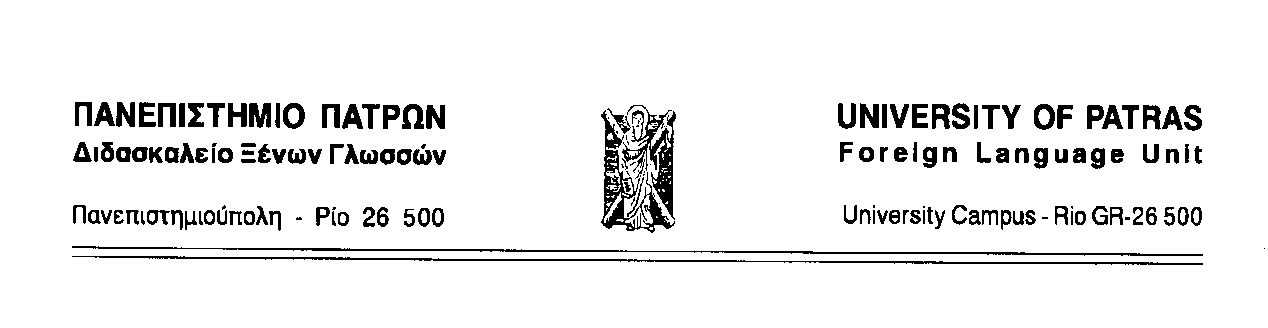 ΠΑΝΕΠΙΣΤΗΜΙΟ ΠΑΤΡΩΝ
Διδασκαλείο Ξένων Γλωσσών
Πανεπιστημιούπολη - Ρίο 26 500
UNIVERSITY OF PATRAS
Foreign Language Unit
University Campus - Rio GR-26 500